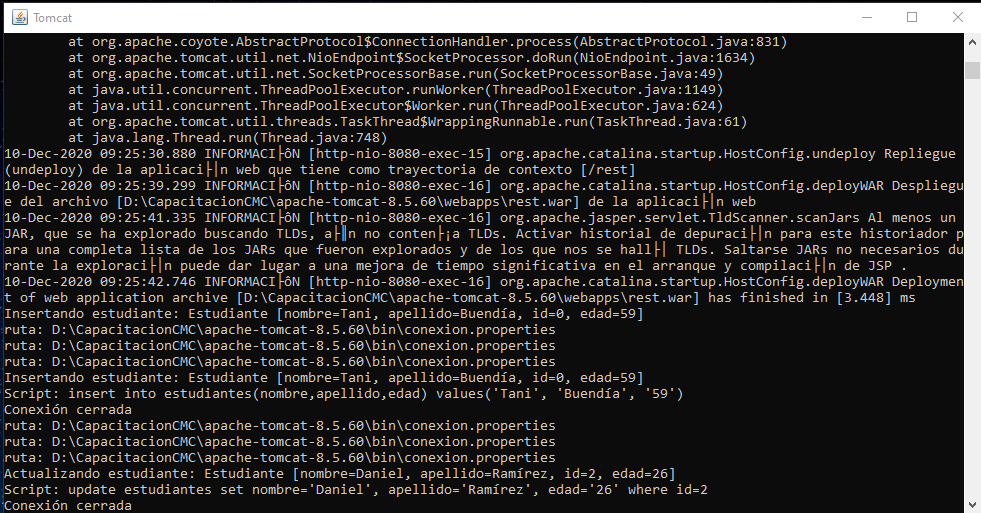 Tomcat
at org.apache.coyote.AbstractProtocol$ConnectionHandler.process(AbstractProtocol.java:831)
at org.apache.tomcat.util.net.NioEndpoint$SocketProcessor.doRun(NioEndpoint.java:1634)
at org.apache.tomcat.util.net.SocketProcessorBase.run(SocketProcessorBase.java:49)
at java.util.concurrent.ThreadPoolExecutor.runWorker(ThreadPoolExecutor.java:1149)
at java.util.concurrent.ThreadPoolExecutor$Worker.run(ThreadPoolExecutor.java:624)
at org.apache.tomcat.util.threads.TaskThread$WrappingRunnable.run(TaskThread.java:61)
at java.lang.Thread.run(Thread.java:748)
10-Dec-2020 09:25:30.880 INFORMACI├ôN [http-nio-8080-exec-15] org.apache.catalina.startup.HostConfig.undeploy Repliegue
(undeploy) de la aplicaci├│n web que tiene como trayectoria de contexto [/rest]
10-Dec-2020 09:25:39.299 INFORMACI├ôN [http-nio-8080-exec-16] org.apache.catalina.startup.HostConfig.deployWAR Despliegu
e del archivo [D:\CapacitacionCMC\apache-tomcat-8.5.60\webapps\rest.war] de la aplicaci├│n web
10-Dec-2020 09:25:41.335 INFORMACI├ôN [http-nio-8080-exec-16] org.apache.jasper.servlet.TldScanner.scanJars Al menos un
JAR, que se ha explorado buscando TLDs, a├║n no conten├¡a TLDs. Activar historial de depuraci├│n para este historiador p
ara una completa lista de los JARs que fueron explorados y de los que nos se hall├│ TLDs. Saltarse JARs no necesarios du
rante la exploraci├│n puede dar lugar a una mejora de tiempo significativa en el arranque y compilaci├│n de JSP .
10-Dec-2020 09:25:42.746 INFORMACI├ôN [http-nio-8080-exec-16] org.apache.catalina.startup.HostConfig.deployWAR Deploymen
t of web application archive [D:\CapacitacionCMC\apache-tomcat-8.5.60\webapps\rest.war] has finished in [3.448] ms
Insertando estudiante: Estudiante [nombre=Tani, apellido=Buendía, id=0, edad=59]
ruta: D:\CapacitacionCMC\apache-tomcat-8.5.60\bin\conexion.properties
ruta: D:\CapacitacionCMC\apache-tomcat-8.5.60\bin\conexion.properties
ruta: D:\CapacitacionCMC\apache-tomcat-8.5.60\bin\conexion.properties
Insertando estudiante: Estudiante [nombre=Tani, apellido=Buendía, id=0, edad=59]
Script: insert into estudiantes(nombre,apellido,edad) values('Tani', 'Buendía', '59')
Conexión cerrada
ruta: D:\CapacitacionCMC\apache-tomcat-8.5.60\bin\conexion.properties
ruta: D:\CapacitacionCMC\apache-tomcat-8.5.60\bin\conexion.properties
ruta: D:\CapacitacionCMC\apache-tomcat-8.5.60\bin\conexion.properties
Actualizando estudiante: Estudiante [nombre=Daniel, apellido=Ramírez, id=2, edad=26]
Script: update estudiantes set nombre='Daniel', apellido='Ramírez', edad='26' where id=2
Conexión cerrada